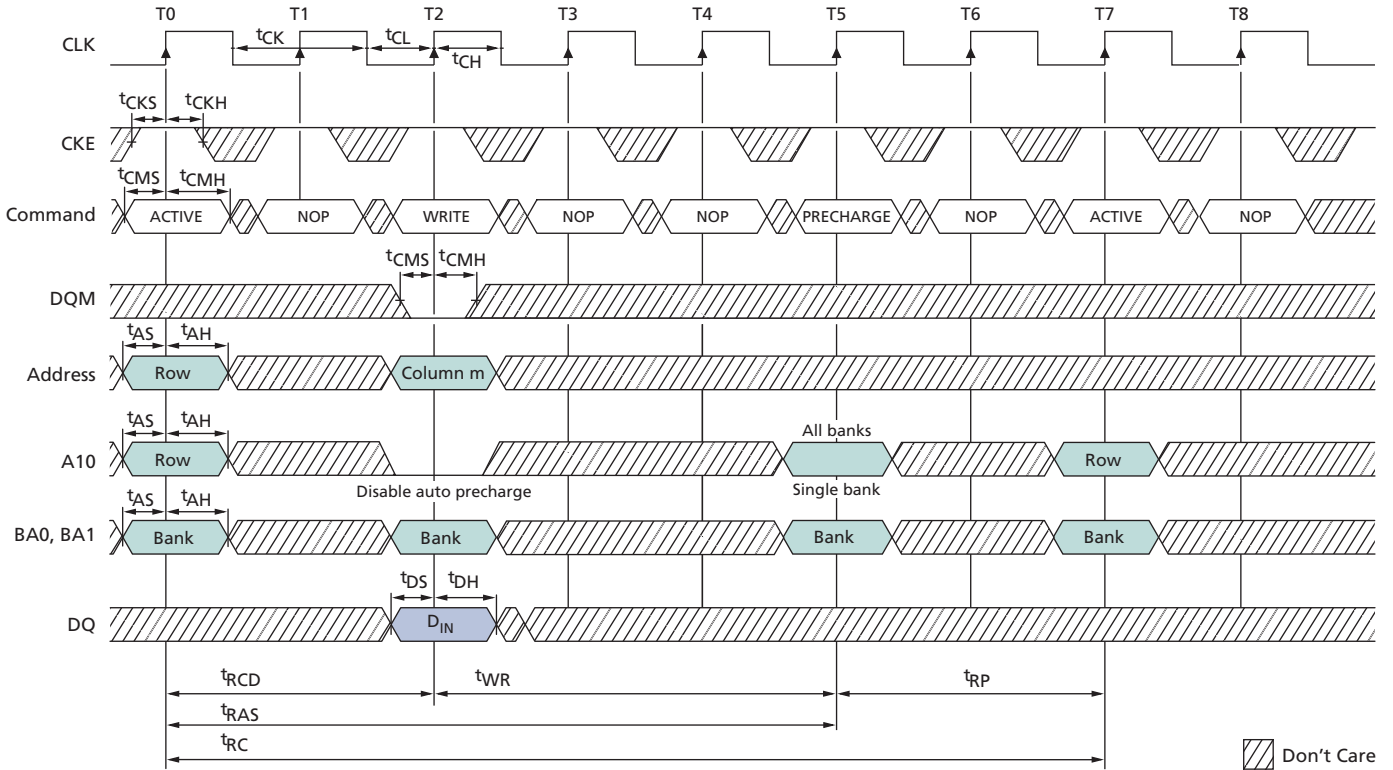 T0 T1 T2 T3 T4 T5 T6 T7 T8
CLK
tCK tCL
tCH
tCKS tCKH
CKE
tCMS tCMH
Command ACTIVE NOP WRITE NOP NOP PRECHARGE NOP ACTIVE NOP
tCMS tCMH
DQM
tAS tAH
Address Row Column m
tAS tAH
All banks
A10 Row Row
Disable auto precharge Single bank
tAS tAH
BA0, BA1 Bank Bank Bank Bank
tDS tDH
DQ DIN
tRCD tWR tRP
tRAS
tRC
Don't Care